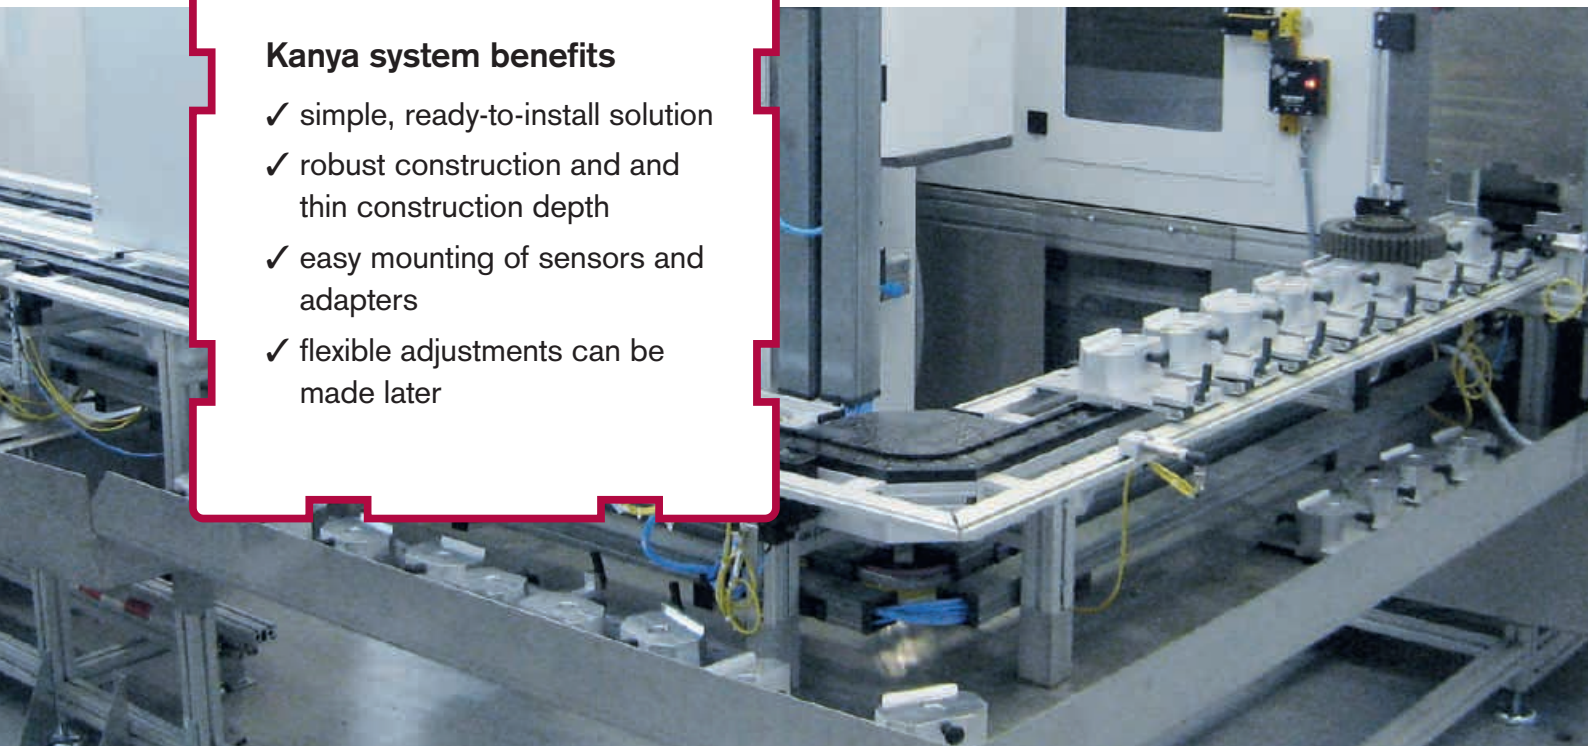 Kanya system benefits
✓ simple, ready-to-install solution
✓ robust construction and and
thin construction depth
✓ easy mounting of sensors and
adapters
✓ flexible adjustments can be
made later